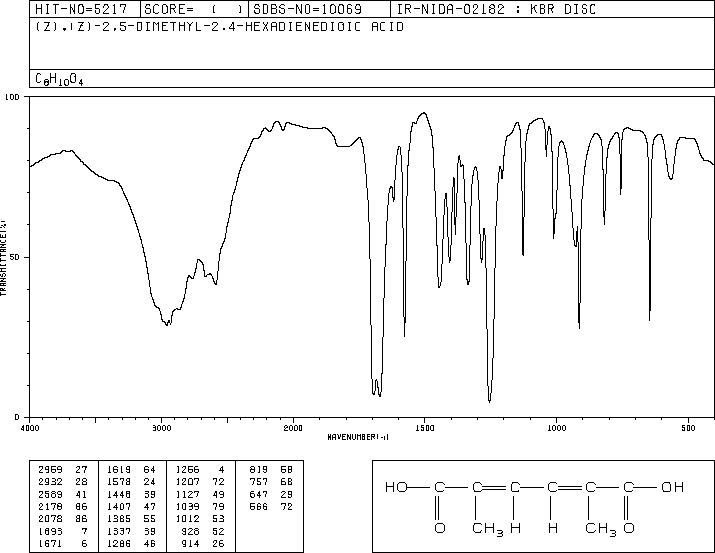 HIT-NO=5217 SCORE= ( ) SDBS-NO=10069 IR-NIDA-02182 : KBR DISC
(Z),(Z)-2,5-DIMETHYL-2,4-HEXADIENEDIOIC ACID
C8H10O4
100
TRANSMITTANCE(%)
50
0
4000 3000 2000 1500 1000 500
WAVENUMBER(-1)
2969 27 1619 64 1256 4 819 58
2932 28 1578 24 1207 72 757 68
2589 41 1448 39 1127 49 647 29
2178 86 1407 47 1039 79 566 72
2078 86 1385 55 1012 53
1693 7 1337 39 928 52
1671 6 1286 46 914 26
HO C C C C C C OH
O CH3 H H CH3 O